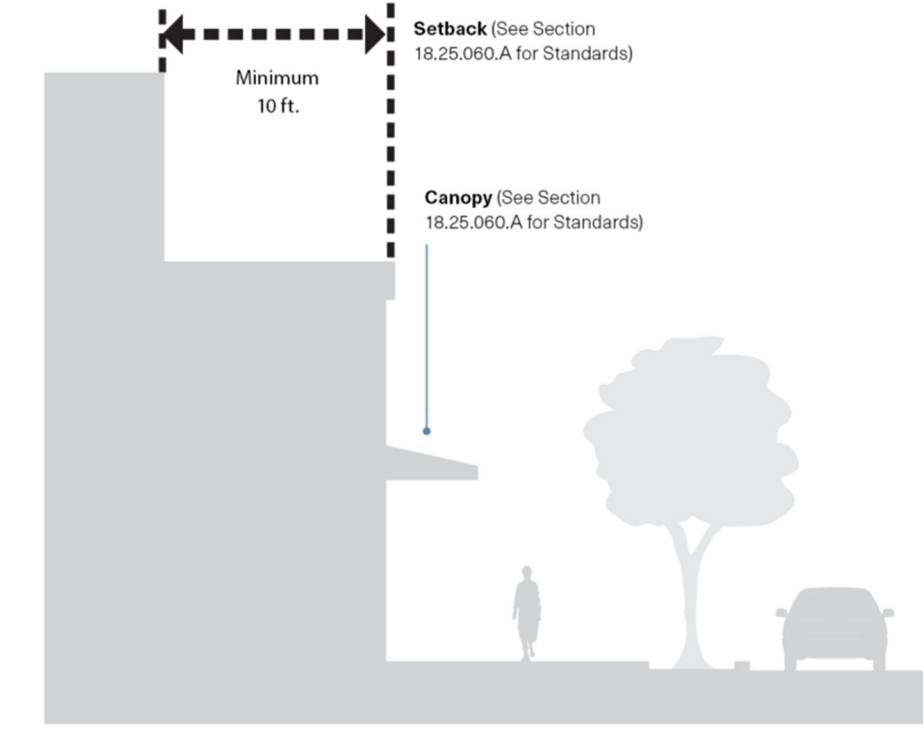 Setback (See Section
18.25.060.A for Standards)
Minimum
10 ft.
Canopy (See Section
18.25.060.A for Standards)